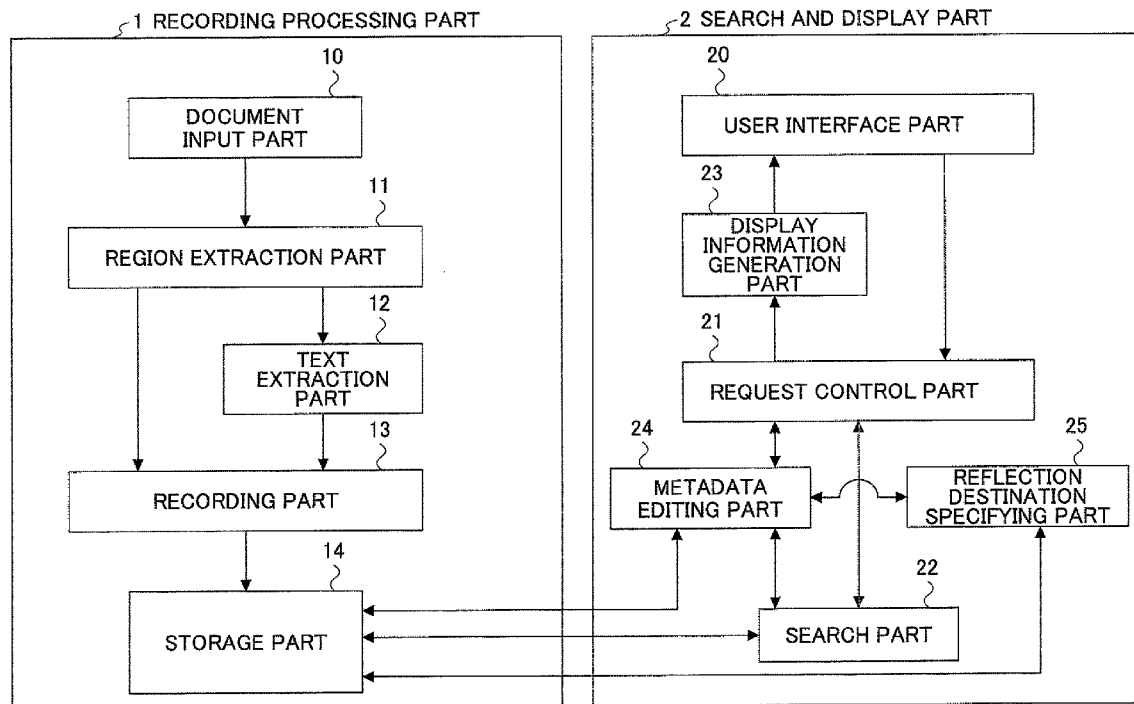 1 RECORDING PROCESSING PART
10
DOCUMENT
INPUT PART
11
REGION EXTRACTION PART
12
TEXT
EXTRACTION
PART
13
RECORDING PART
14
STORAGE PART
2 SEARCH AND DISPLAY PART
20
USER INTERFACE PART
23
DISPLAY
INFORMATION
GENERATION
PART
21
REQUEST CONTROL PART
24
METADATA
EDITING PART
25
REFLECTION
DESTINATION
SPECIFYING PART
22
SEARCH PART